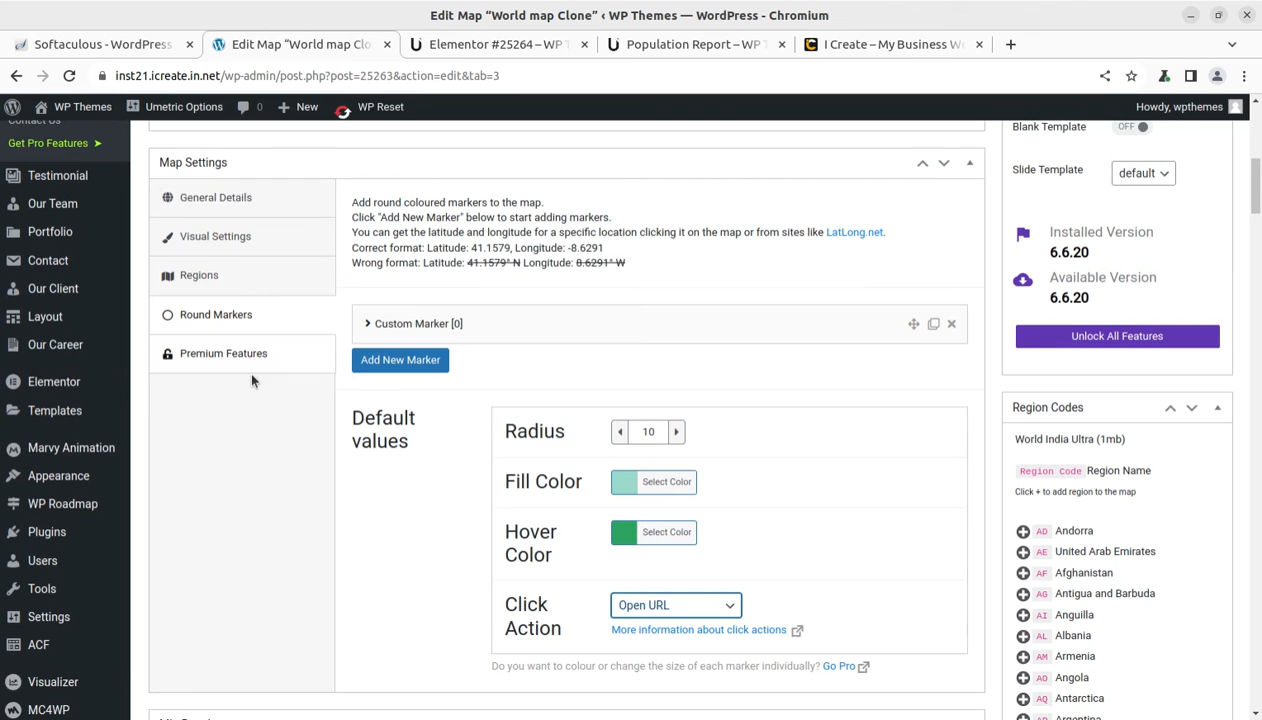 Edit Map “World map Clone” ‹ WP Themes — WordPress - Chromium
Softaculous - WordPress
Edit Map “World map Clo
Elementor #25264 – WP T
Population Report – WP T
I Create – My Business W
inst21.icreate.in.net/wp-admin/post.php?post=25263&action=edit&tab=3
WP Themes
Umetric Options
0
New
WP Reset
Howdy, wpthemes
Contact Us
Get Pro Features ➤
Testimonial
Our Team
Portfolio
Contact
Our Client
Layout
Our Career
Elementor
Templates
Marvy Animation
Appearance
WP Roadmap
Plugins
Users
Tools
Settings
ACF
Visualizer
MC4WP
Map Settings
General Details
Visual Settings
Regions
Round Markers
Premium Features
Add round coloured markers to the map.
Click "Add New Marker" below to start adding markers.
You can get the latitude and longitude for a specific location clicking it on the map or from sites like LatLong.net.
Correct format: Latitude: 41.1579, Longitude: -8.6291
Wrong format: Latitude: 41.1579° N Longitude: 8.6291° W
Custom Marker [0]
Add New Marker
Default
values
Radius
10
Fill Color
Select Color
Hover
Color
Select Color
Click
Action
Open URL
More information about click actions
Do you want to colour or change the size of each marker individually? Go Pro
Blank Template
OFF
Slide Template
default
Installed Version
6.6.20
Available Version
6.6.20
Unlock All Features
Region Codes
World India Ultra (1mb)
Region Code Region Name
Click + to add region to the map
AD Andorra
AE United Arab Emirates
AF Afghanistan
AG Antigua and Barbuda
AI Anguilla
AL Albania
AM Armenia
AO Angola
AQ Antarctica
Argentina